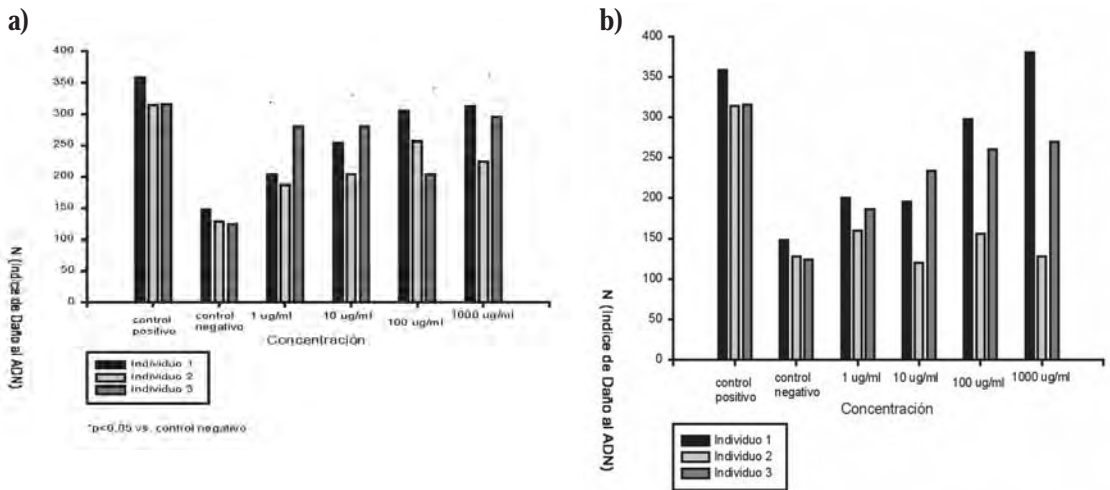 a)
400
350
300
250
200
150
100
50
0
N (Indice de Daño al ADN)
control
positivo
control
negativo
1 ug/ml
10 ug/ml
100 ug/ml
1000 ug/ml
Concentración
Individuo 1
Individuo 2
Individuo 3
*p<0.05 vs. control negativo
b)
400
350
300
250
200
150
100
50
0
N (Indice de Daño al ADN)
control
positivo
control
negativo
1 ug/ml
10 ug/ml
100 ug/ml
1000 ug/ml
Concentración
Individuo 1
Individuo 2
Individuo 3